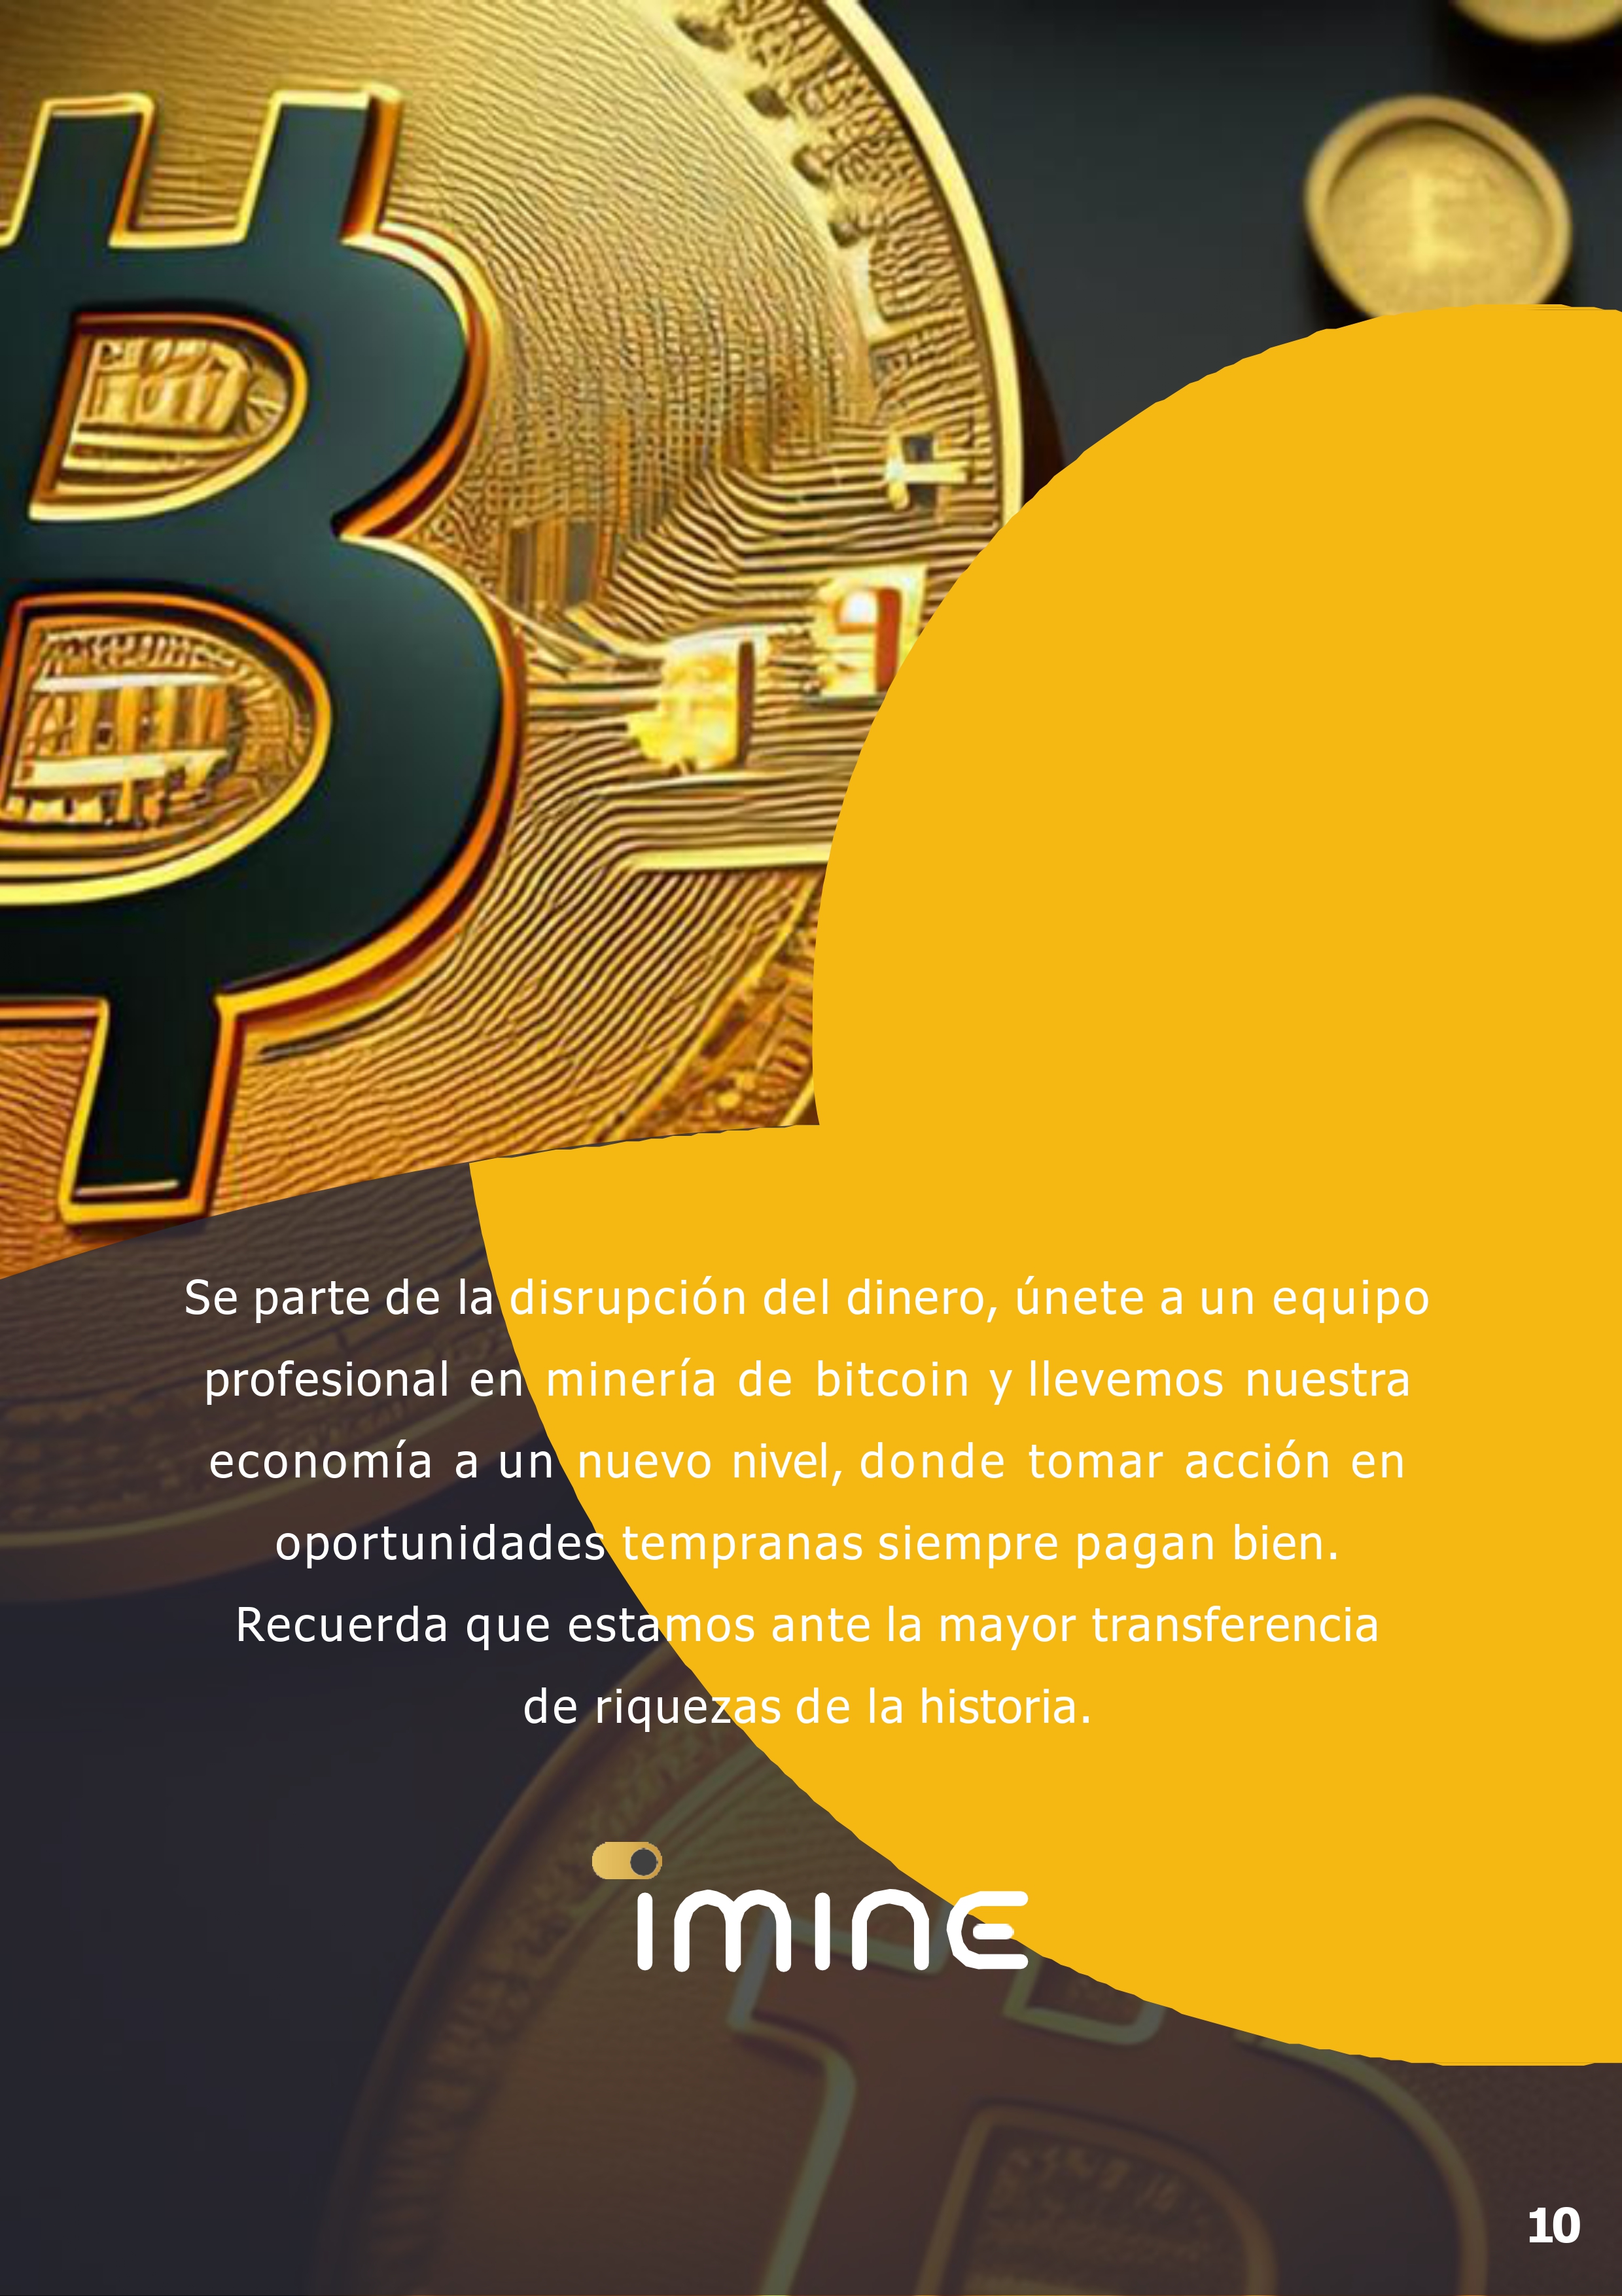 Se parte de la disrupción del dinero, únete a un equipo
profesional en minería de bitcoin y llevemos nuestra
economía a un nuevo nivel, donde tomar acción en
oportunidades tempranas siempre pagan bien.
Recuerda que estamos ante la mayor transferencia
de riquezas de la historia.
imine
10